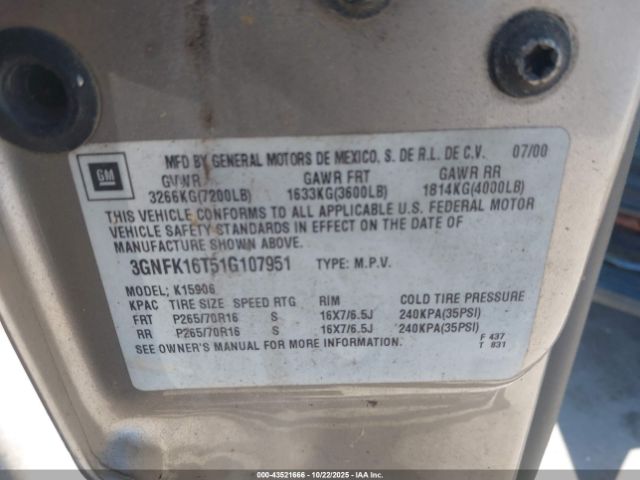 GM
MFD BY GENERAL MOTORS DE MEXICO, S. DE R.L. DE C.V. 07/00
GVWR GAWR FRT GAWR RR
3266KG(7200LB) 1633KG(3600LB) 1814KG(4000LB)
THIS VEHICLE CONFORMS TO ALL APPLICABLE U.S. FEDERAL MOTOR
VEHICLE SAFETY STANDARDS IN EFFECT ON THE DATE OF
MANUFACTURE SHOWN ABOVE.
3GNFK16T51G107951 TYPE: M.P.V.
MODEL: K15906
KPAC TIRE SIZE SPEED RTG RIM COLD TIRE PRESSURE
FRT P265/70R16 S 16X7/6.5J 240KPA(35PSI)
RR P265/70R16 S 16X7/6.5J 240KPA(35PSI)
SEE OWNER'S MANUAL FOR MORE INFORMATION.
F 437
T 831
000-43521666 - 10/22/2025 - IAAI.COM